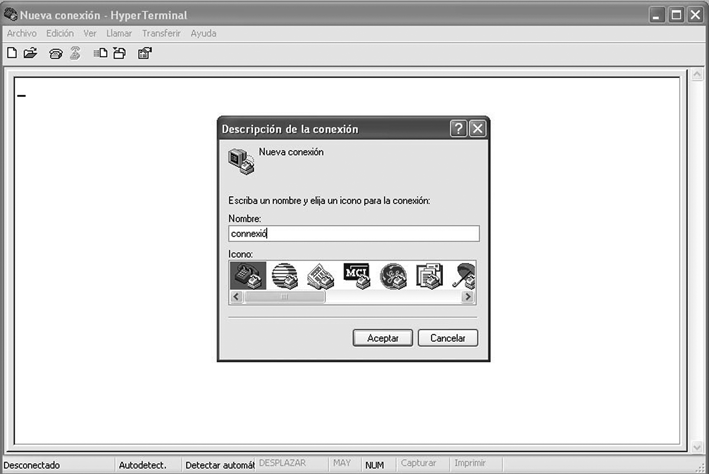 Nueva conexión - HyperTerminal
Archivo Edición Ver Llamar Transferir Ayuda
Descripción de la conexión
Nueva conexión
Escriba un nombre y elija un icono para la conexión:
Nombre:
connexió
Icono:
MCI
Aceptar Cancelar
Desconectado Autodetect. Detectar automát DESPLAZAR MAY NUM Capturar Imprimir